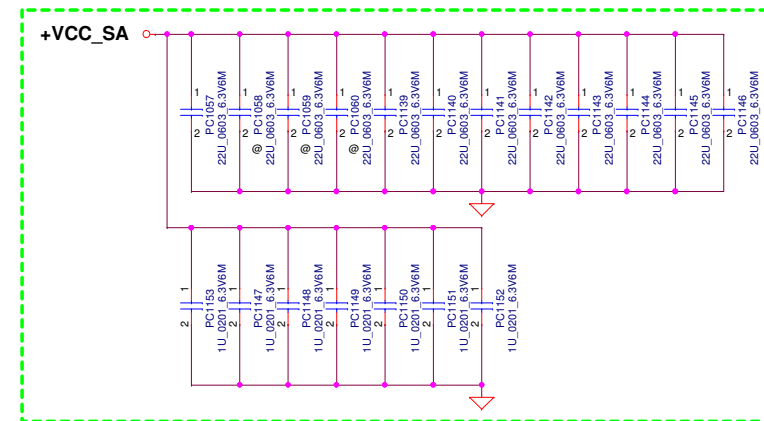 +VCC_SA
1
2
PC1057
22U_0603_6.3V6M
1
2
@
PC1058
22U_0603_6.3V6M
1
2
@
PC1059
22U_0603_6.3V6M
1
2
@
PC1060
22U_0603_6.3V6M
1
2
PC1139
22U_0603_6.3V6M
1
2
PC1140
22U_0603_6.3V6M
1
2
PC1141
22U_0603_6.3V6M
1
2
PC1142
22U_0603_6.3V6M
1
2
PC1143
22U_0603_6.3V6M
1
2
PC1144
22U_0603_6.3V6M
1
2
PC1145
22U_0603_6.3V6M
1
2
PC1146
22U_0603_6.3V6M
1
2
PC1153
1U_0201_6.3V6M
1
2
PC1147
1U_0201_6.3V6M
1
2
PC1148
1U_0201_6.3V6M
1
2
PC1149
1U_0201_6.3V6M
1
2
PC1150
1U_0201_6.3V6M
1
2
PC1151
1U_0201_6.3V6M
1
2
PC1152
1U_0201_6.3V6M